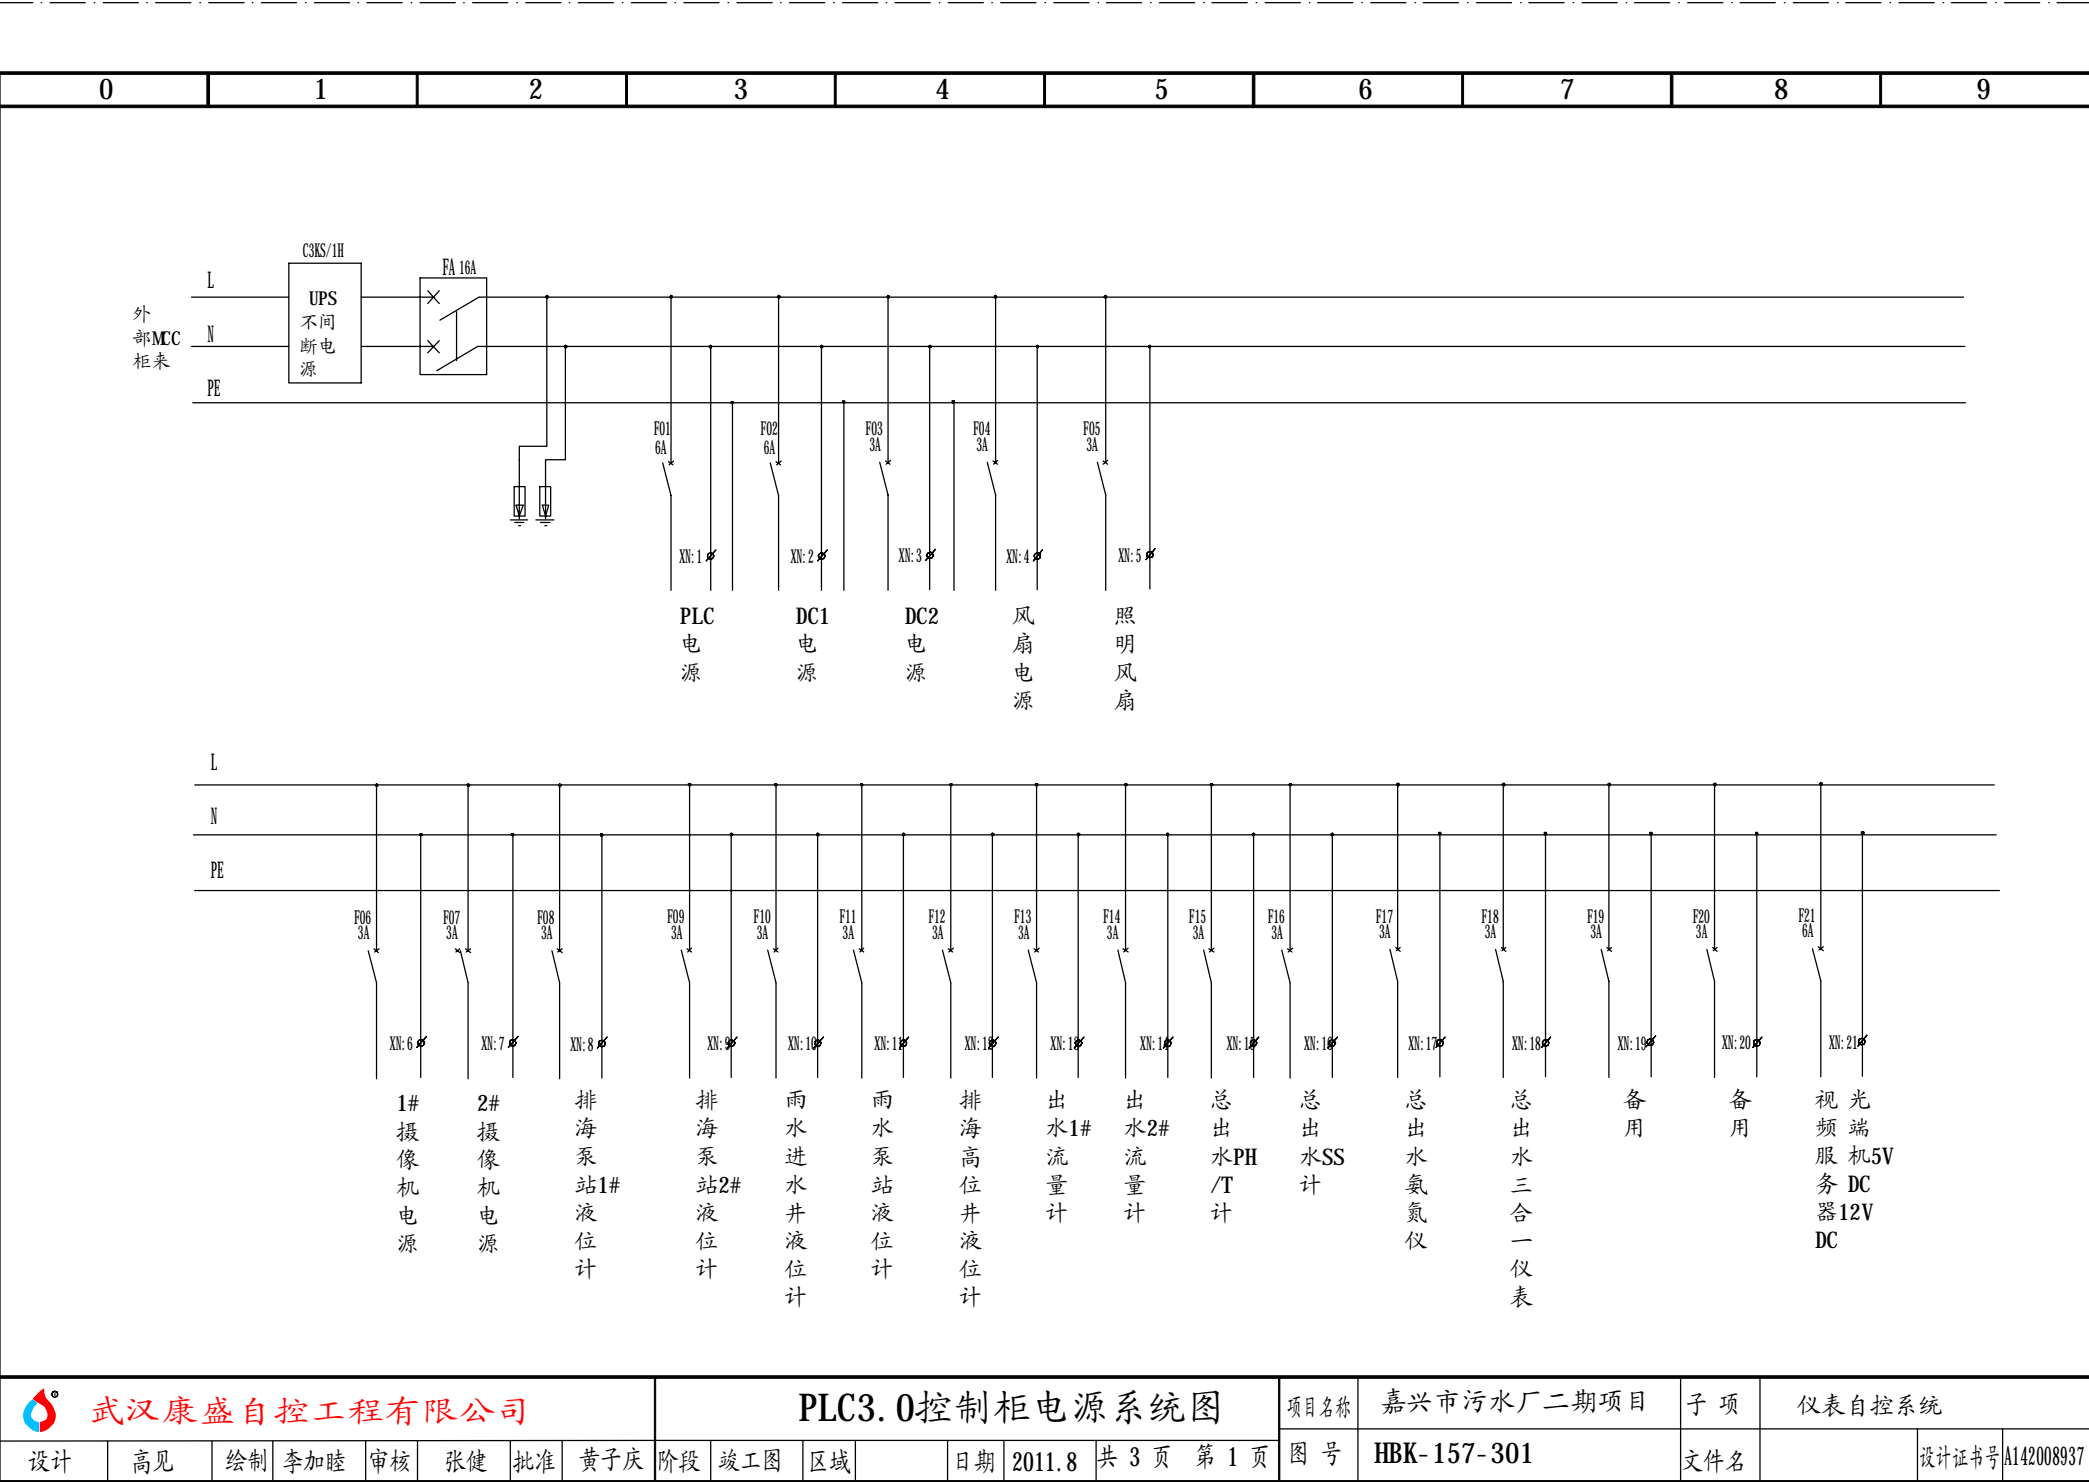 0 1 2 3 4 5 6 7 8 9
C3KS/1H
FA 16A
外
部MCC
柜来
L
N
PE
UPS
不间
断电
源
F01
6A
F02
6A
F03
3A
F04
3A
F05
3A
XN:1
XN:2
XN:3
XN:4
XN:5
PLC
电
源
DC1
电
源
DC2
电
源
风
扇
电
源
照
明
风
扇
L
N
PE
F06
3A
F07
3A
F08
3A
F09
3A
F10
3A
F11
3A
F12
3A
F13
3A
F14
3A
F15
3A
F16
3A
F17
3A
F18
3A
F19
3A
F20
3A
F21
6A
XN:6
XN:7
XN:8
XN:9
XN:10
XN:11
XN:17
XN:18
XN:19
XN:20
XN:21
1#
摄
像
机
电
源
2#
摄
像
机
电
源
排
海
泵
站1#
液
位
计
排
海
泵
站2#
液
位
计
雨
水
进
水
井
液
位
计
雨
水
泵
站
液
位
计
排
海
高
位
井
液
位
计
出
水1#
流
量
计
出
水2#
流
量
计
总
出
水PH
/T
计
总
出
水SS
计
总
出
水
氨
氮
仪
总
出
水
三
合
一
仪
表
备
用
备
用
视
频
服
务
器12V
DC
光
端
机5V
DC
武汉康盛自控工程有限公司
PLC3.0控制柜电源系统图
项目名称 嘉兴市污水厂二期项目 子 项 仪表自控系统
设计 高见 绘制 李加睦 审核 张健 批准 黄子庆 阶段 竣工图 区域 日期 2011.8 共 3 页 第 1 页 图 号 HBK-157-301 文件名 设计证书号 A142008937